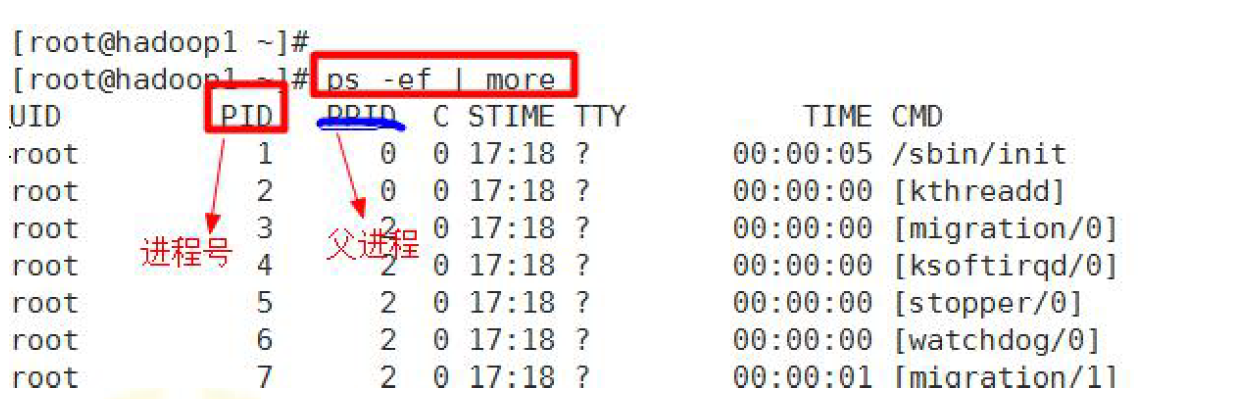 [root@hadoop1 ~]#
[root@hadoop1 ~]# ps -ef | more
UID PID PPID C STIME TTY TIME CMD
root 1 0 0 17:18 ? 00:00:05 /sbin/init
root 2 0 0 17:18 ? 00:00:00 [kthreadd]
root 3 2 0 17:18 ? 00:00:00 [migration/0]
进程号 父进程
root 4 2 0 17:18 ? 00:00:00 [ksoftirqd/0]
root 5 2 0 17:18 ? 00:00:00 [stopper/0]
root 6 2 0 17:18 ? 00:00:00 [watchdog/0]
root 7 2 0 17:18 ? 00:00:01 [migration/1]